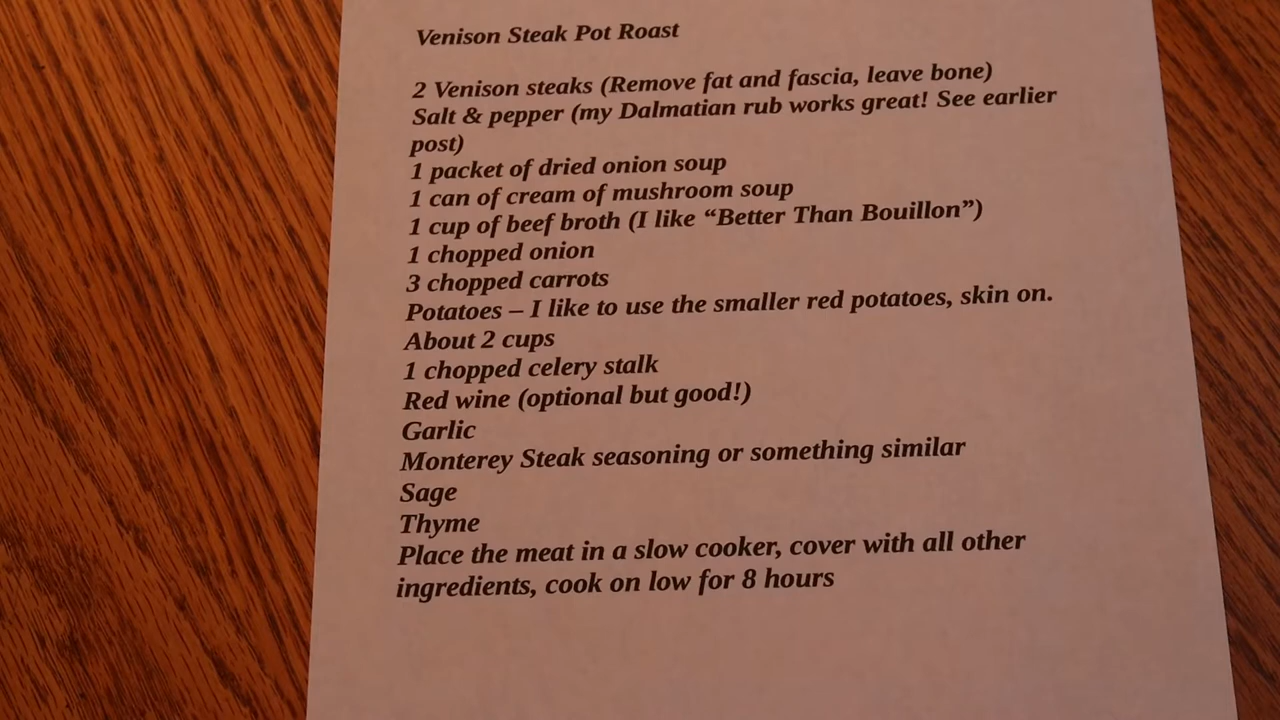 Venison Steak Pot Roast
2 Venison steaks (Remove fat and fascia, leave bone)
Salt & pepper (my Dalmatian rub works great! See earlier
post)
1 packet of dried onion soup
1 can of cream of mushroom soup
1 cup of beef broth (I like “Better Than Bouillon”)
1 chopped onion
3 chopped carrots
Potatoes – I like to use the smaller red potatoes, skin on.
About 2 cups
1 chopped celery stalk
Red wine (optional but good!)
Garlic
Monterey Steak seasoning or something similar
Sage
Thyme
Place the meat in a slow cooker, cover with all other
ingredients, cook on low for 8 hours